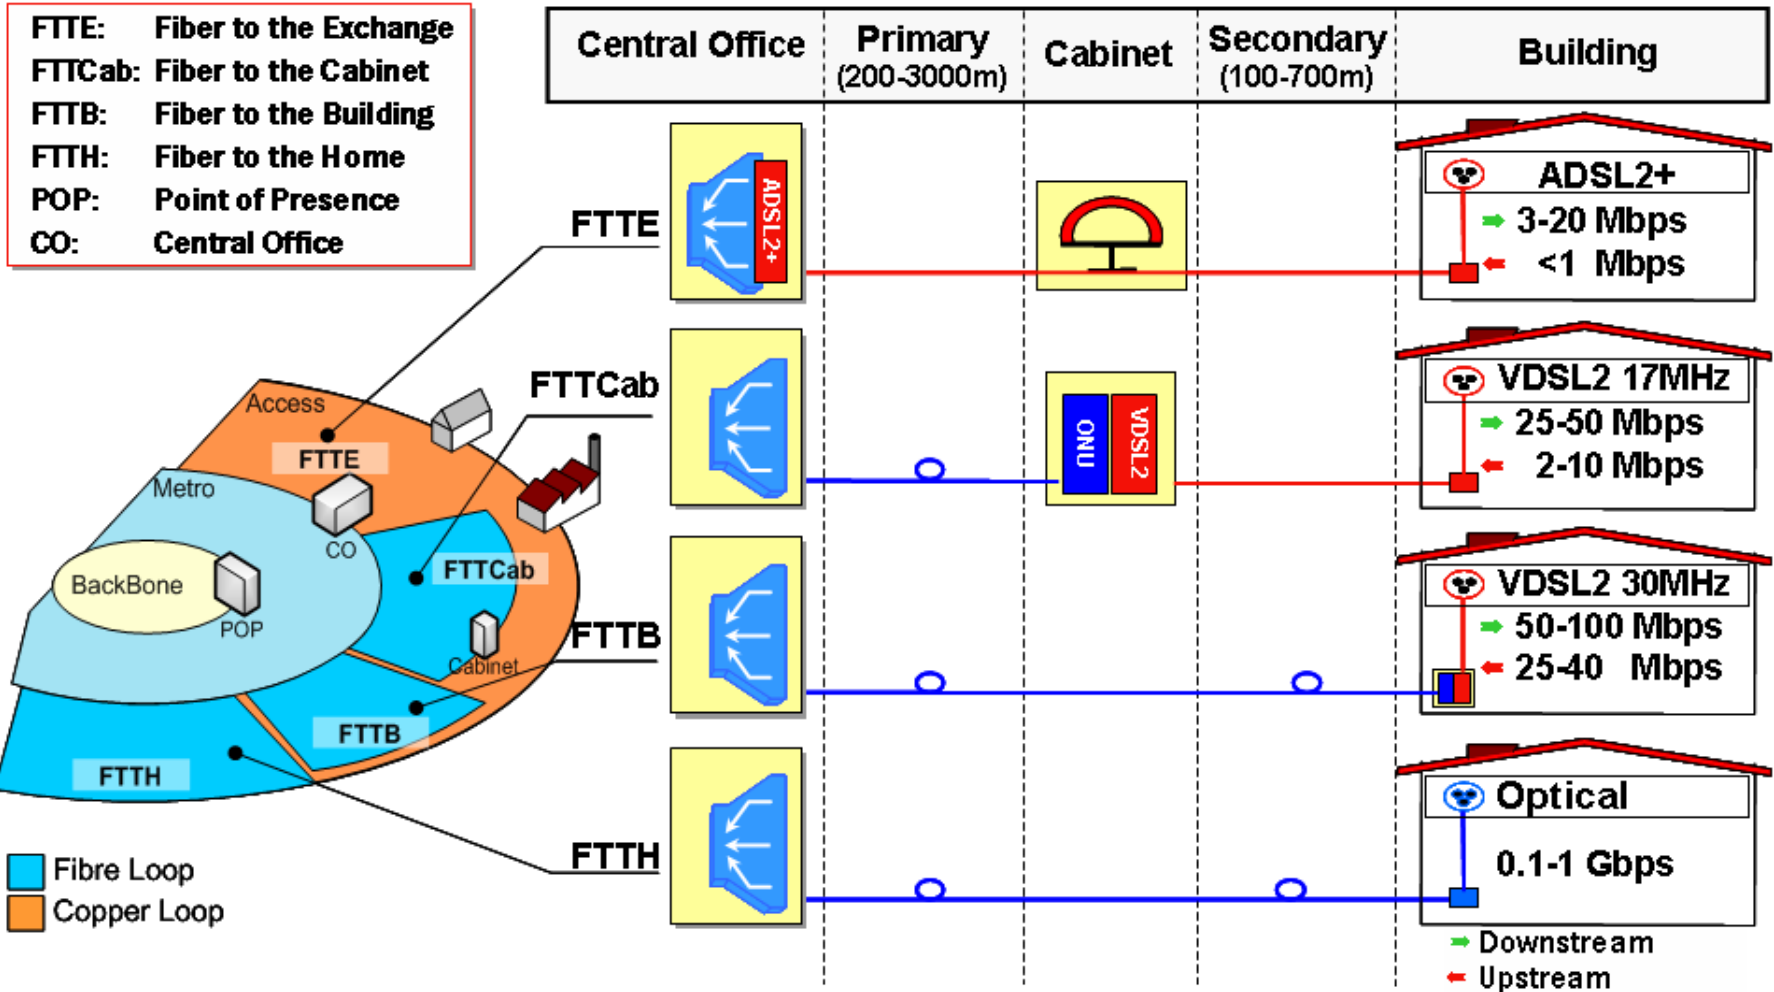 FTTE: Fiber to the Exchange
FTTCab: Fiber to the Cabinet
FTTB: Fiber to the Building
FTTH: Fiber to the Home
POP: Point of Presence
CO: Central Office
Central Office
Primary
(200-3000m)
Cabinet
Secondary
(100-700m)
Building
FTTE
ADSL2+
ADSL2+
3-20 Mbps
<1 Mbps
FTTCab
ONU
VDSL2
VDSL2 17MHz
25-50 Mbps
2-10 Mbps
FTTB
VDSL2 30MHz
50-100 Mbps
25-40 Mbps
FTTH
Optical
0.1-1 Gbps
Downstream
Upstream
Access
FTTE
Metro
CO
FTTCab
BackBone
POP
Cabinet
FTTB
FTTH
Fibre Loop
Copper Loop